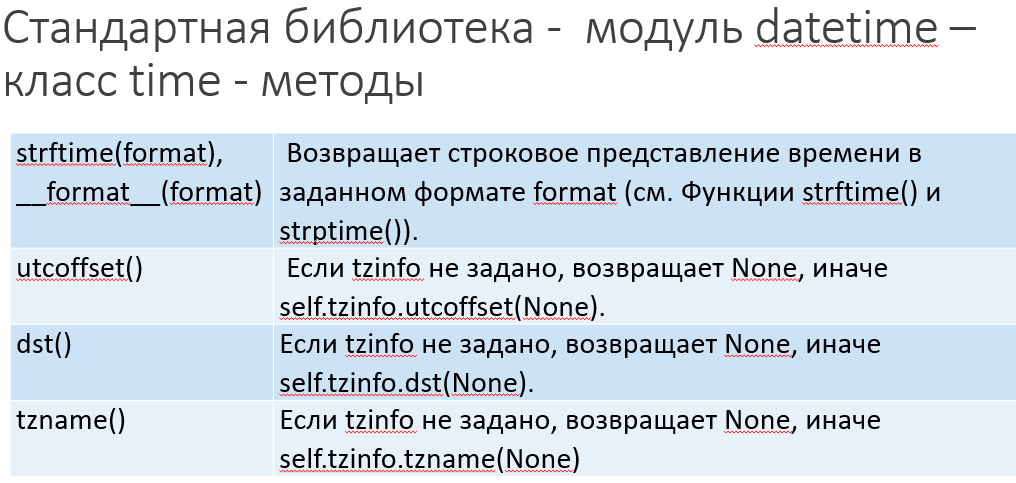 Стандартная библиотека - модуль datetime –
класс time - методы
strftime(format),
__format__(format)
Возвращает строковое представление времени в
заданном формате format (см. Функции strftime() и
strptime()).
utcoffset()
Если tzinfo не задано, возвращает None, иначе
self.tzinfo.utcoffset(None).
dst()
Если tzinfo не задано, возвращает None, иначе
self.tzinfo.dst(None).
tzname()
Если tzinfo не задано, возвращает None, иначе
self.tzinfo.tzname(None)